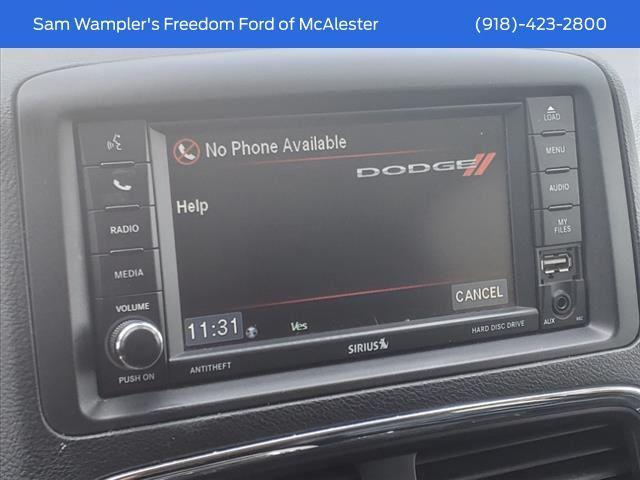 Sam Wampler's Freedom Ford of McAlester (918)-423-2800
No Phone Available
DODGE
Help
CANCEL
11:31 Ves
RADIO
MEDIA
VOLUME
PUSH ON
ANTITHEFT
SIRIUS
HARD DISC DRIVE
LOAD
MENU
AUDIO
MY
FILES
AUX